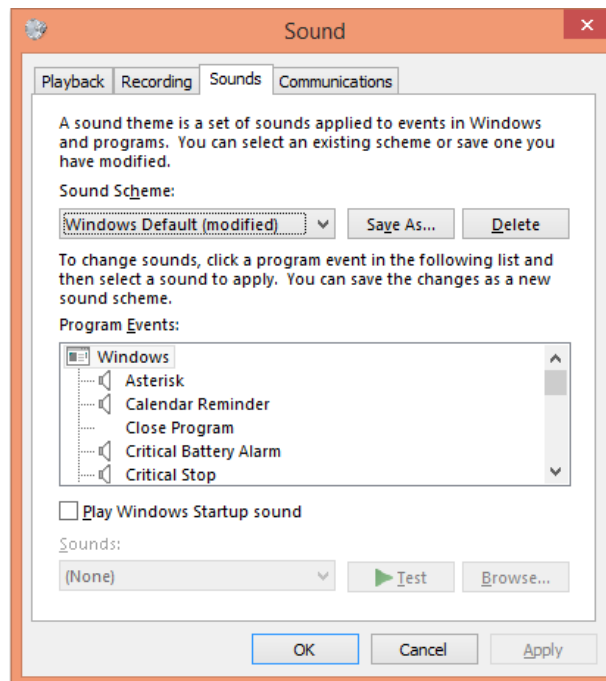 Sound
Playback Recording Sounds Communications
A sound theme is a set of sounds applied to events in Windows
and programs. You can select an existing scheme or save one you
have modified.
Sound Scheme:
Windows Default (modified) Save As... Delete
To change sounds, click a program event in the following list and
then select a sound to apply. You can save the changes as a new
sound scheme.
Program Events:
Windows
Asterisk
Calendar Reminder
Close Program
Critical Battery Alarm
Critical Stop
Play Windows Startup sound
Sounds:
(None) Test Browse...
OK Cancel Apply